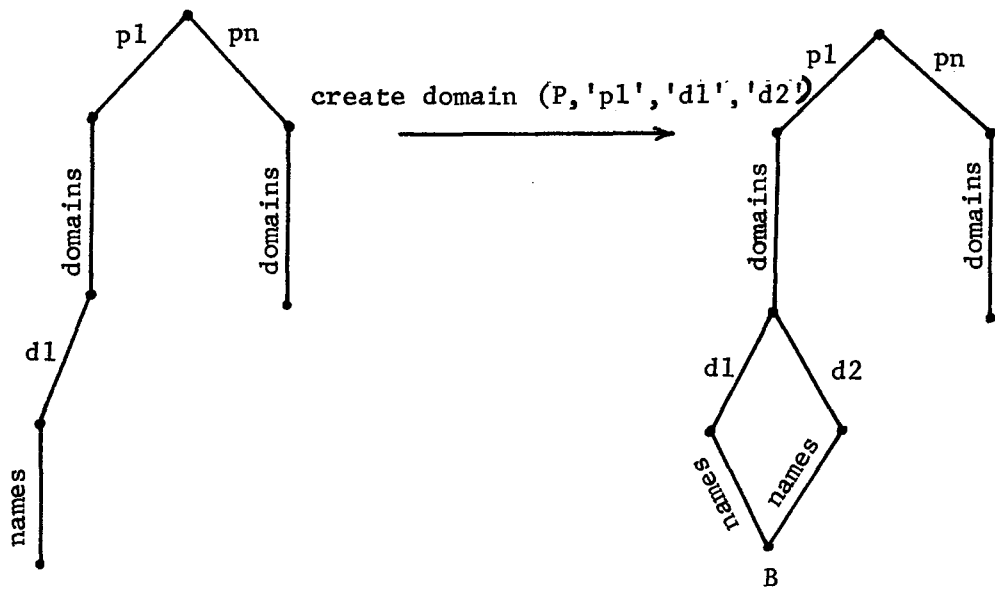 p1 pn
create domain (P,'p1','d1','d2')
domains
domains
d1
names
p1 pn
domains
domains
d1 d2
names
names
B